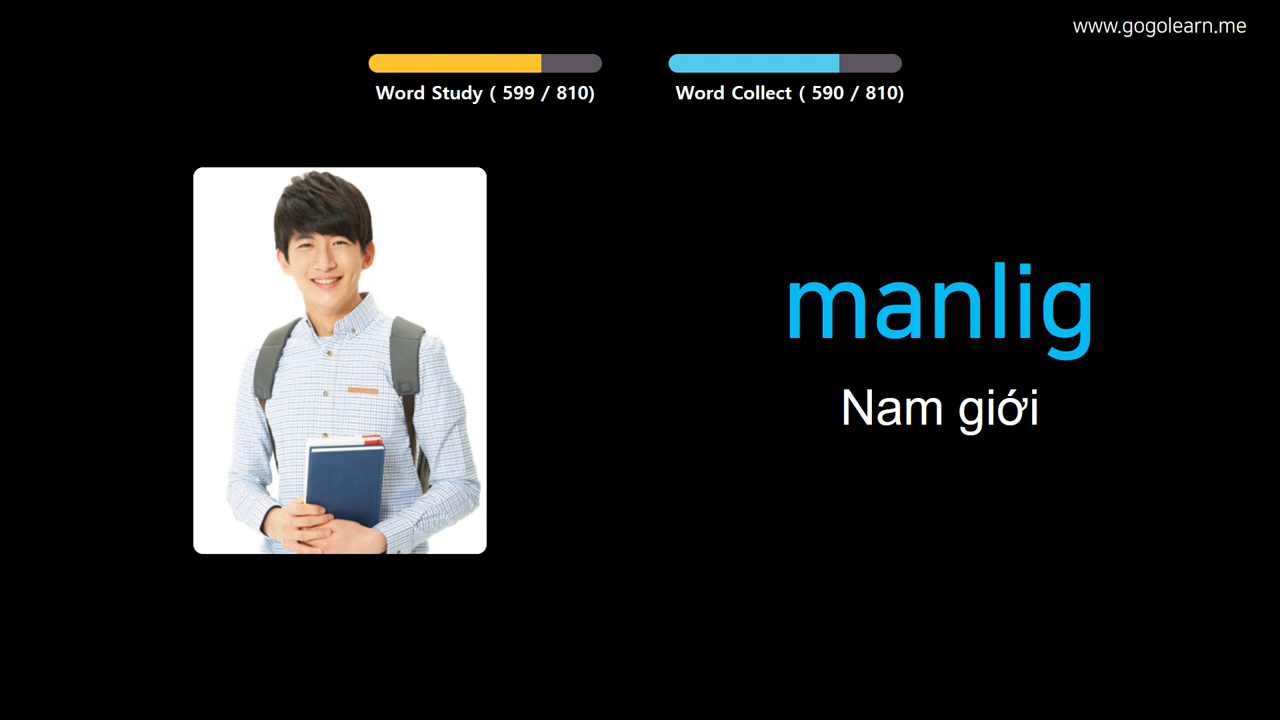 www.gogolearn.me
Word Study ( 599 / 810)
Word Collect ( 590 / 810)
manlig
Nam giới